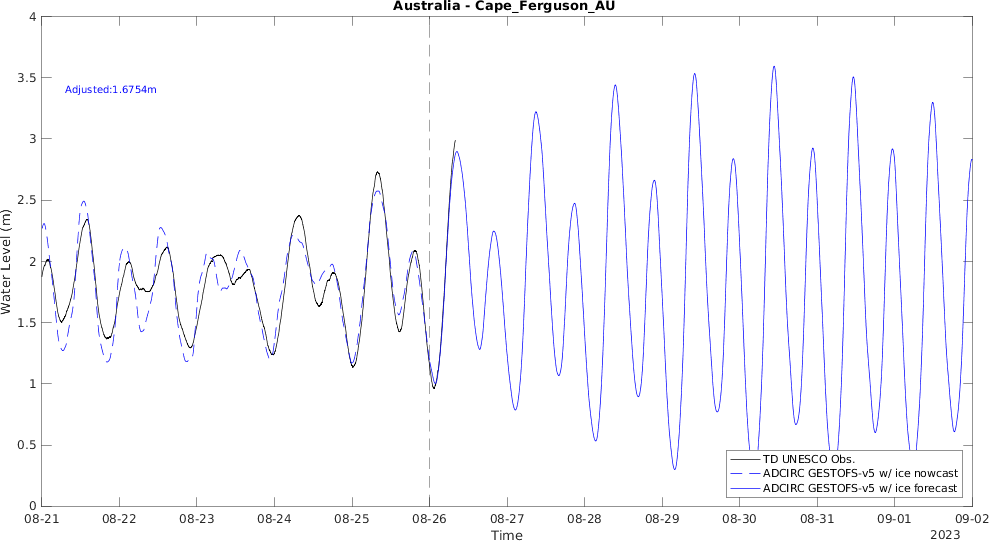 Australia - Cape_Ferguson_AU
Adjusted:1.6754m
Water Level (m)
4
3.5
3
2.5
2
1.5
1
0.5
0
TD UNESCO Obs.
ADCIRC GESTOFS-v5 w/ ice nowcast
ADCIRC GESTOFS-v5 w/ ice forecast
08-21 08-22 08-23 08-24 08-25 08-26 08-27 08-28 08-29 08-30 08-31 09-01 09-02
Time
2023